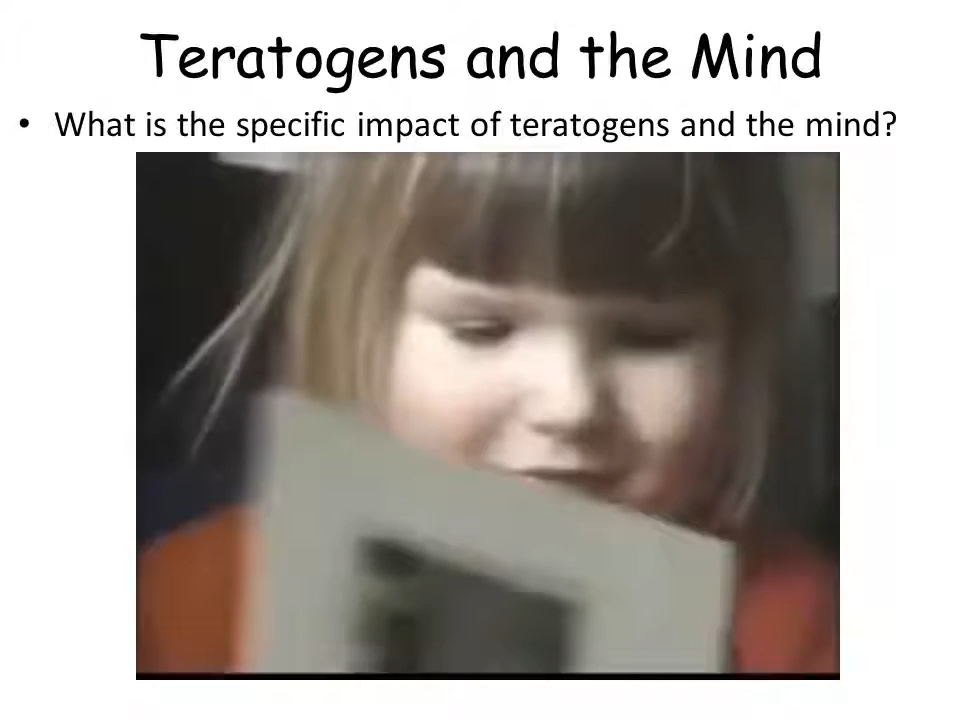 Teratogens and the Mind
• What is the specific impact of teratogens and the mind?